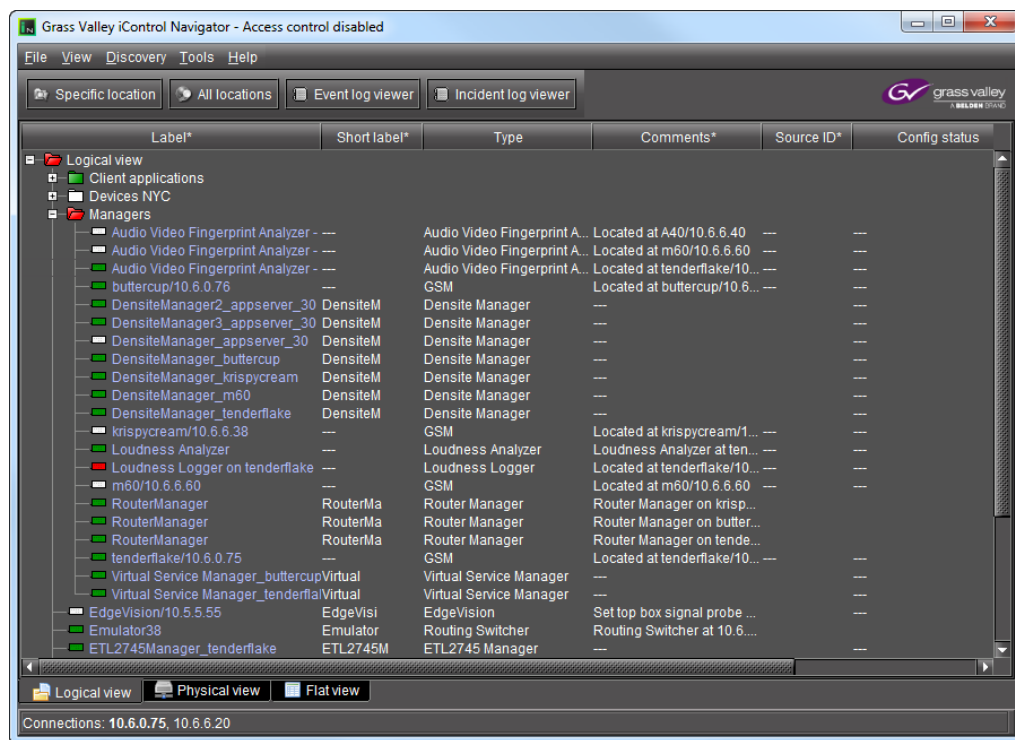 Grass Valley iControl Navigator - Access control disabled
File View Discovery Tools Help
Specific location All locations Event log viewer Incident log viewer grass valley
A BELDEN BRAND
Label* Short label* Type Comments* Source ID* Config status
Logical view
Client applications
Devices NYC
Managers
Audio Video Fingerprint Analyzer - --- Audio Video Fingerprint A... Located at A40/10.6.6.40 --- ---
Audio Video Fingerprint Analyzer - --- Audio Video Fingerprint A... Located at m60/10.6.6.60 --- ---
Audio Video Fingerprint Analyzer - --- Audio Video Fingerprint A... Located at tenderflake/10... --- ---
buttercup/10.6.0.76 --- GSM Located at buttercup/10.6... --- ---
DensiteManager2_appserver_30 DensiteM Densite Manager --- ---
DensiteManager3_appserver_30 DensiteM Densite Manager --- ---
DensiteManager_appserver_30 DensiteM Densite Manager --- ---
DensiteManager_buttercup DensiteM Densite Manager --- ---
DensiteManager_krispycream DensiteM Densite Manager --- ---
DensiteManager_m60 DensiteM Densite Manager --- ---
DensiteManager_tenderflake DensiteM Densite Manager --- ---
krispycream/10.6.6.38 --- GSM Located at krispycream/1... --- ---
Loudness Analyzer --- Loudness Analyzer Loudness Analyzer at ten... --- ---
Loudness Logger on tenderflake --- Loudness Logger Located at tenderflake/10... --- ---
m60/10.6.6.60 --- GSM Located at m60/10.6.6.60 --- ---
RouterManager RouterMa Router Manager Router Manager on krisp... ---
RouterManager RouterMa Router Manager Router Manager on butter... ---
RouterManager RouterMa Router Manager Router Manager on tende... ---
tenderflake/10.6.0.75 --- GSM Located at tenderflake/10... --- ---
Virtual Service Manager_buttercup Virtual Virtual Service Manager --- ---
Virtual Service Manager_tenderflal Virtual Virtual Service Manager --- ---
EdgeVision/10.5.5.55 EdgeVisi EdgeVision Set top box signal probe ... ---
Emulator38 Emulator Routing Switcher Routing Switcher at 10.6....
ETL2745Manager_tenderflake ETL2745M ETL2745 Manager --- ---
Logical view Physical view Flat view
Connections: 10.6.0.75, 10.6.6.20